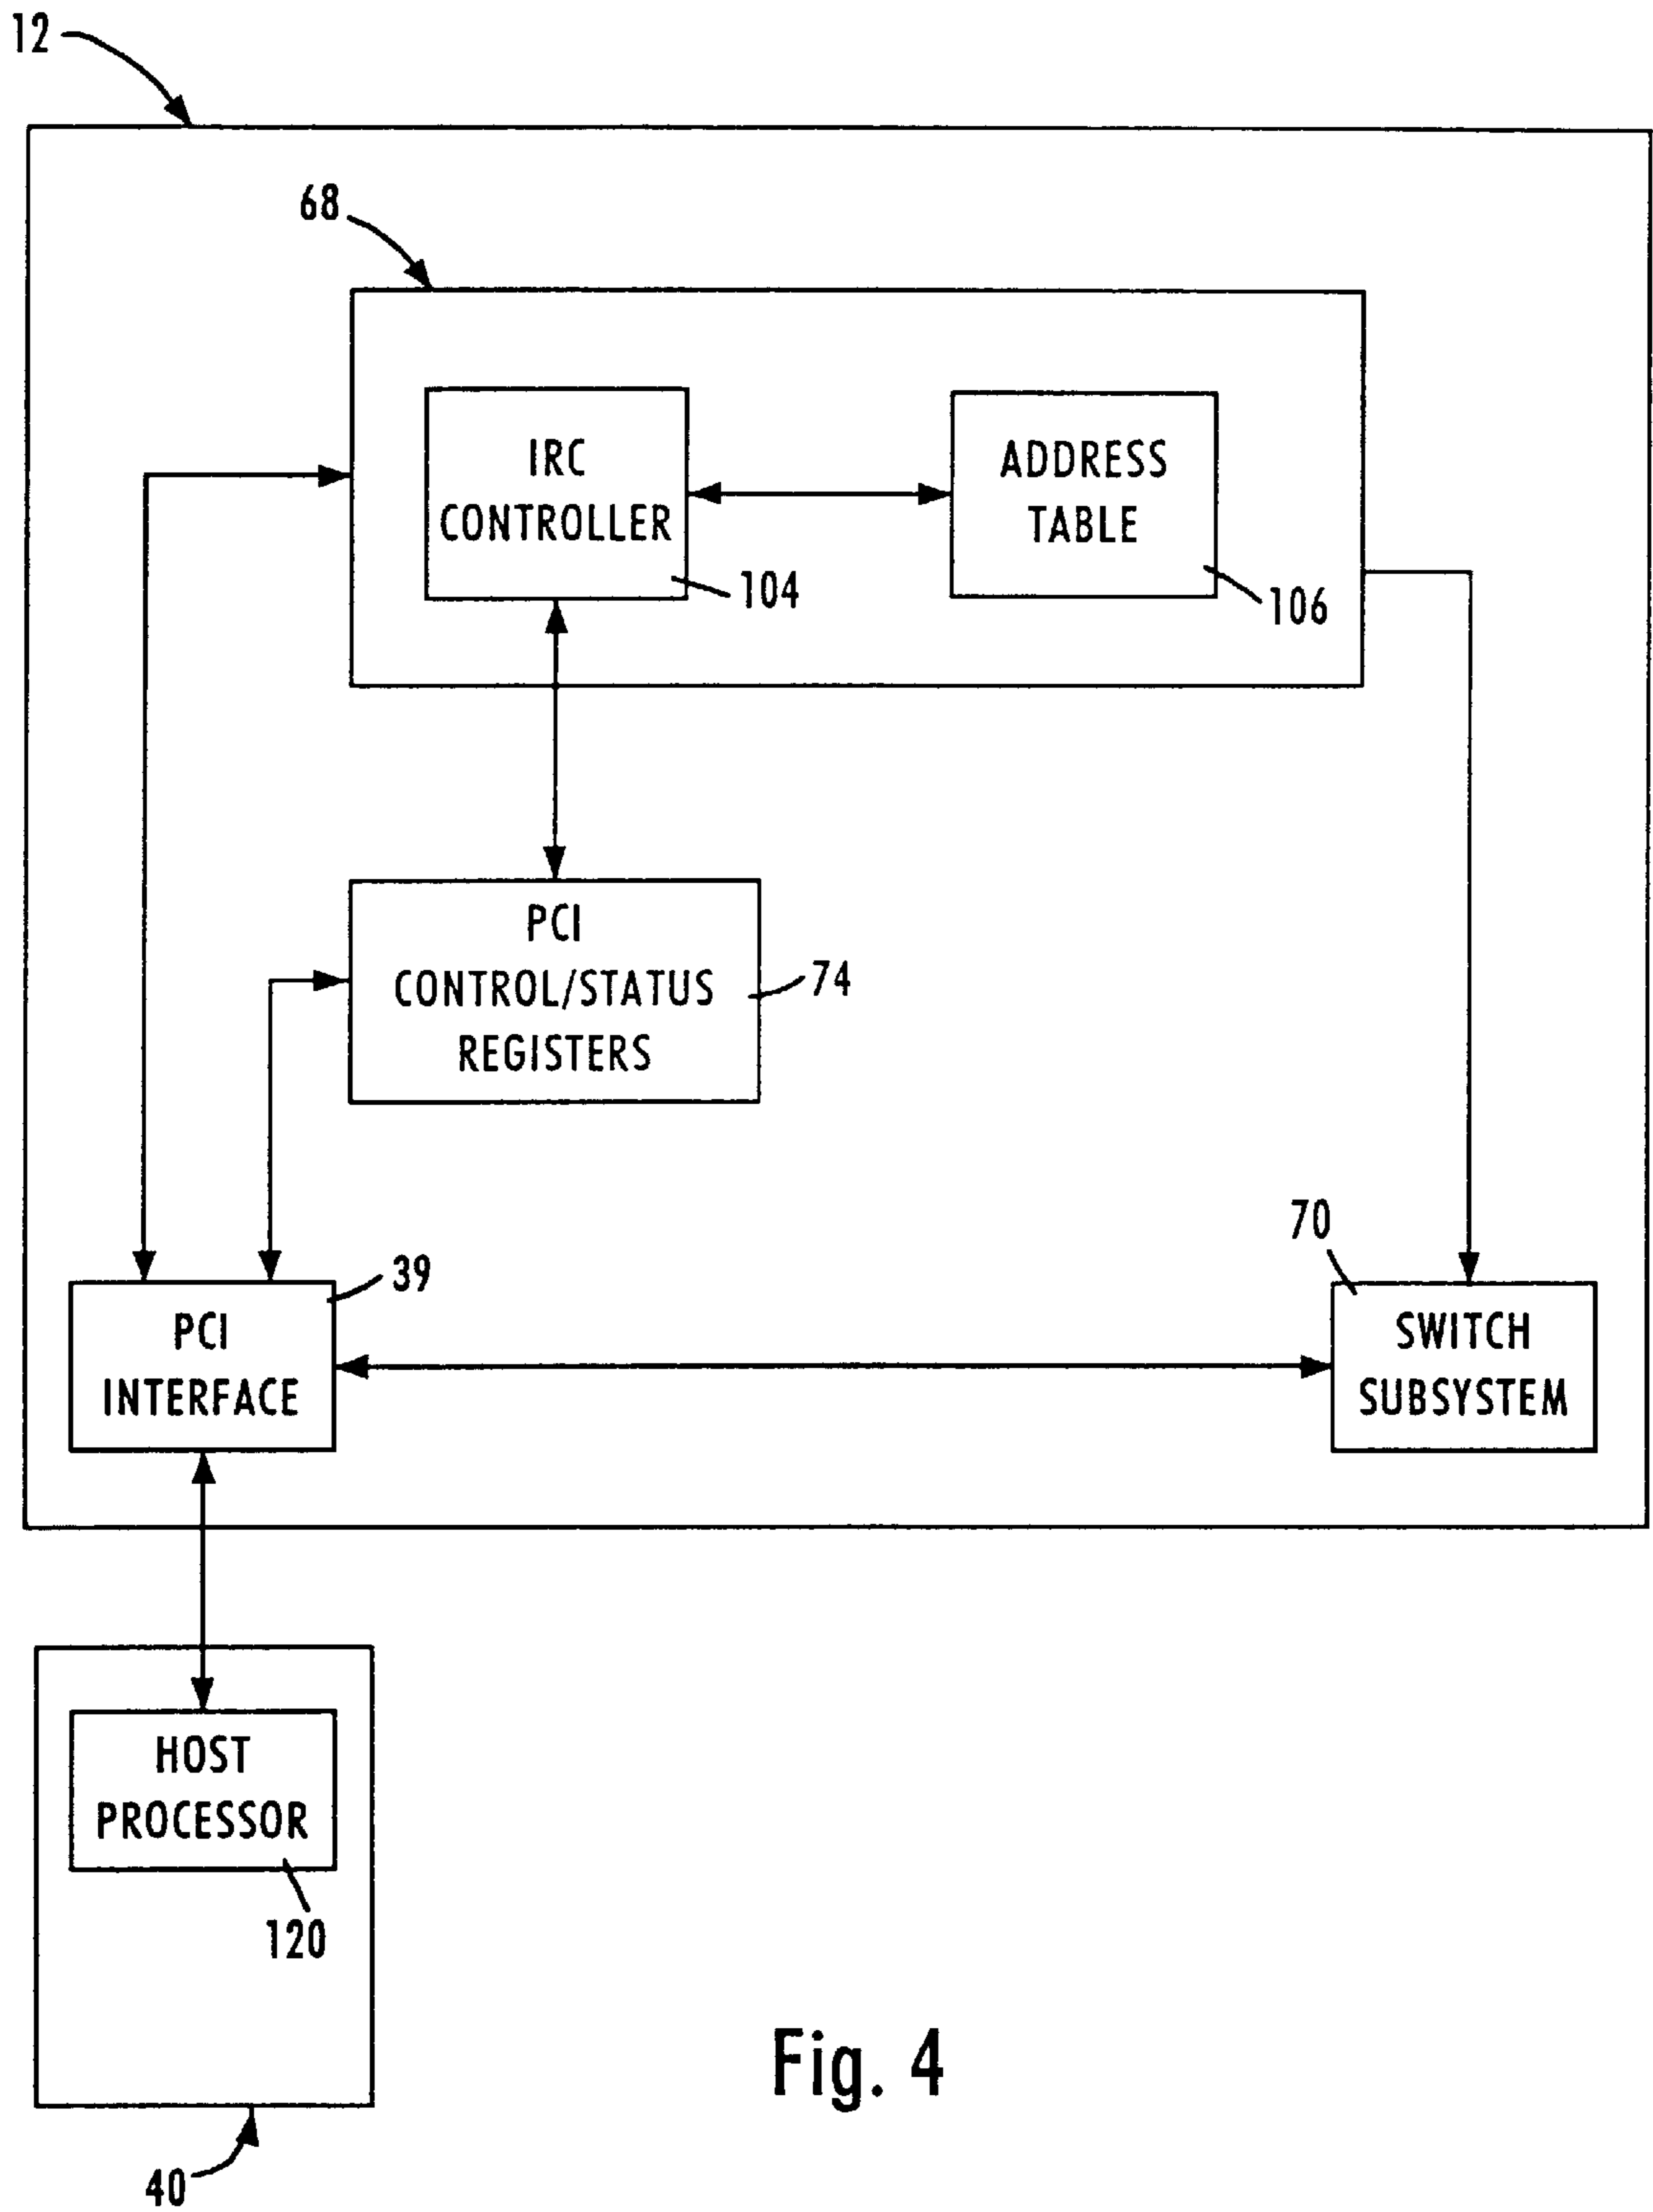 12
68
IRC
CONTROLLER
104
ADDRESS
TABLE
106
PCI
CONTROL/STATUS
REGISTERS
74
39
PCI
INTERFACE
70
SWITCH
SUBSYSTEM
HOST
PROCESSOR
120
40
Fig. 4